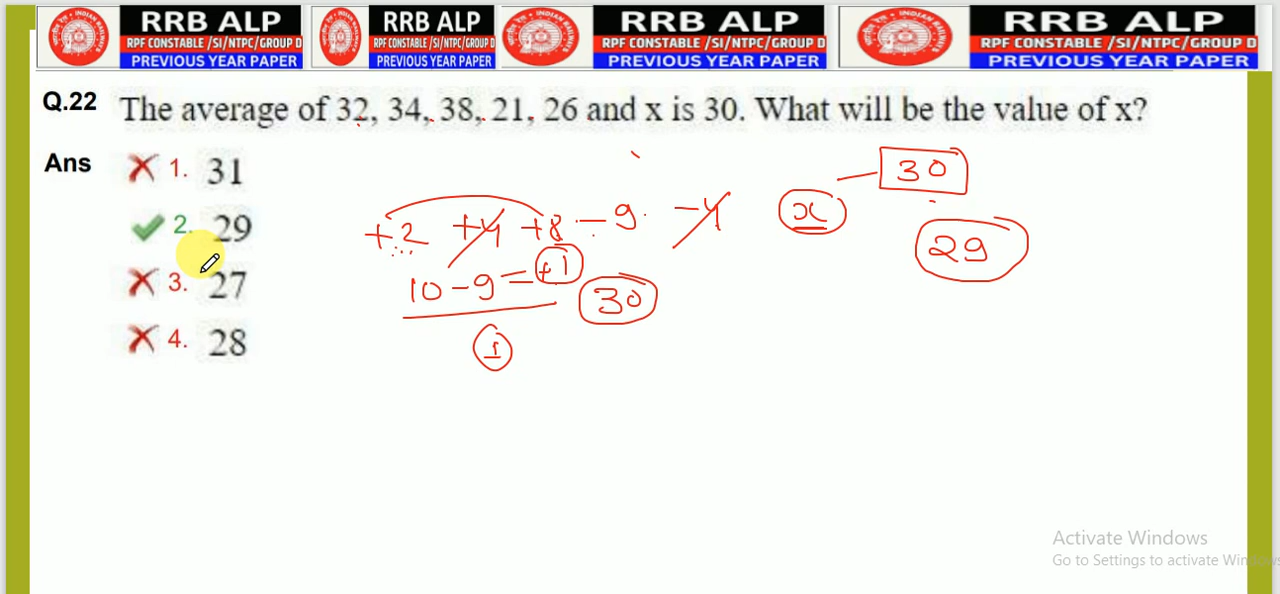 RRB ALP RRB ALP RRB ALP RRB ALP
RPF CONSTABLE /SI/NTPC/GROUP D RPF CONSTABLE /SI/NTPC/GROUP D RPF CONSTABLE /SI/NTPC/GROUP D RPF CONSTABLE /SI/NTPC/GROUP D
PREVIOUS YEAR PAPER PREVIOUS YEAR PAPER PREVIOUS YEAR PAPER PREVIOUS YEAR PAPER
Q.22 The average of 32, 34, 38, 21, 26 and x is 30. What will be the value of x?
Ans 1. 31
2. 29
3. 27
4. 28
x - 30
29
+2 +4 +8 - 9 -4
10 - 9 = +1
30
1
Activate Windows
Go to Settings to activate Windows